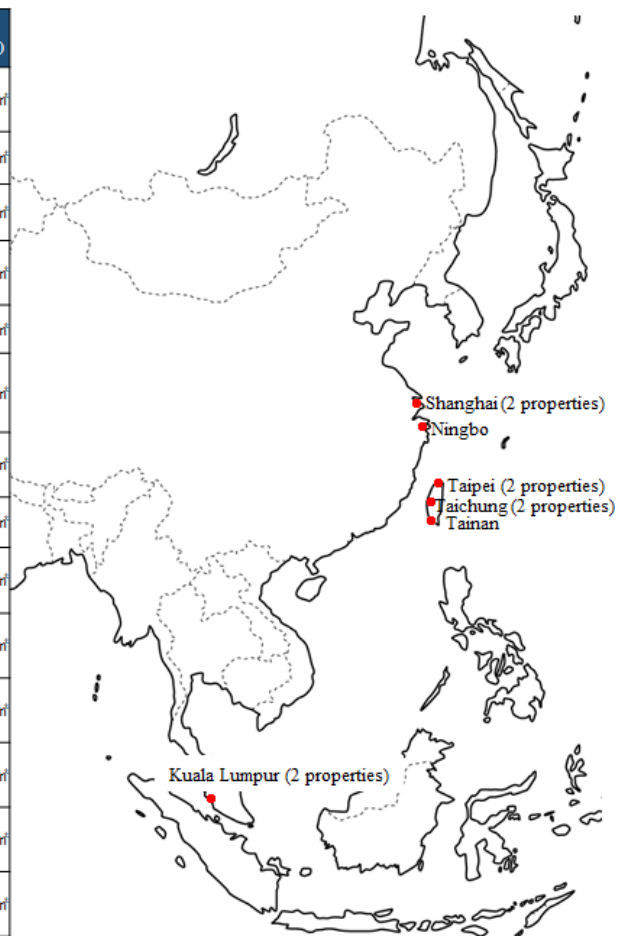 Shanghai (2 properties)
Ningbo
Taipei (2 properties)
Taichung (2 properties)
Tainan
Kuala Lumpur (2 properties)